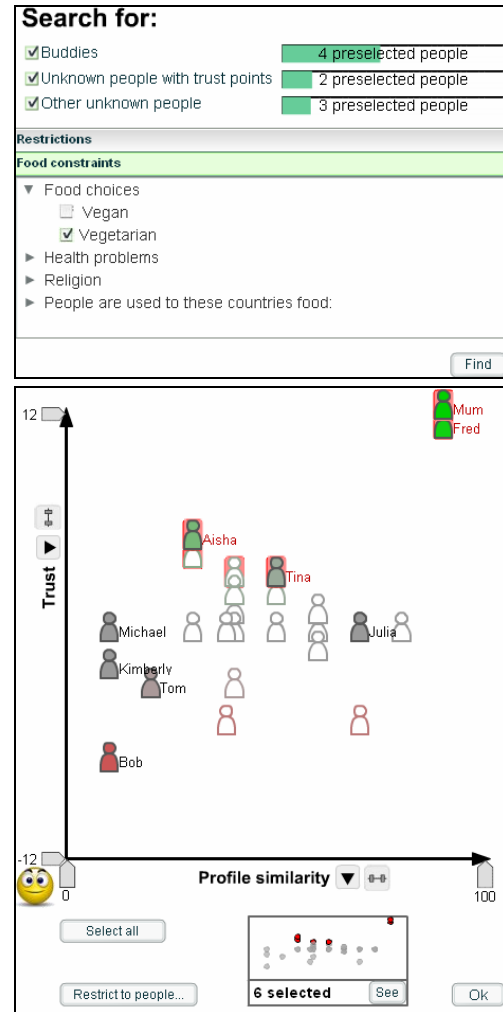 Search for:
Buddies
4 preselected people
Unknown people with trust points
2 preselected people
Other unknown people
3 preselected people
Restrictions
Food constraints
Food choices
Vegan
Vegetarian
Health problems
Religion
People are used to these countries food:
Find
12
Mum
Fred
Aisha
Tina
Trust
Michael
Julia
Kimberly
Tom
Bob
-12
0
Profile similarity
100
Select all
Restrict to people...
6 selected
See
Ok